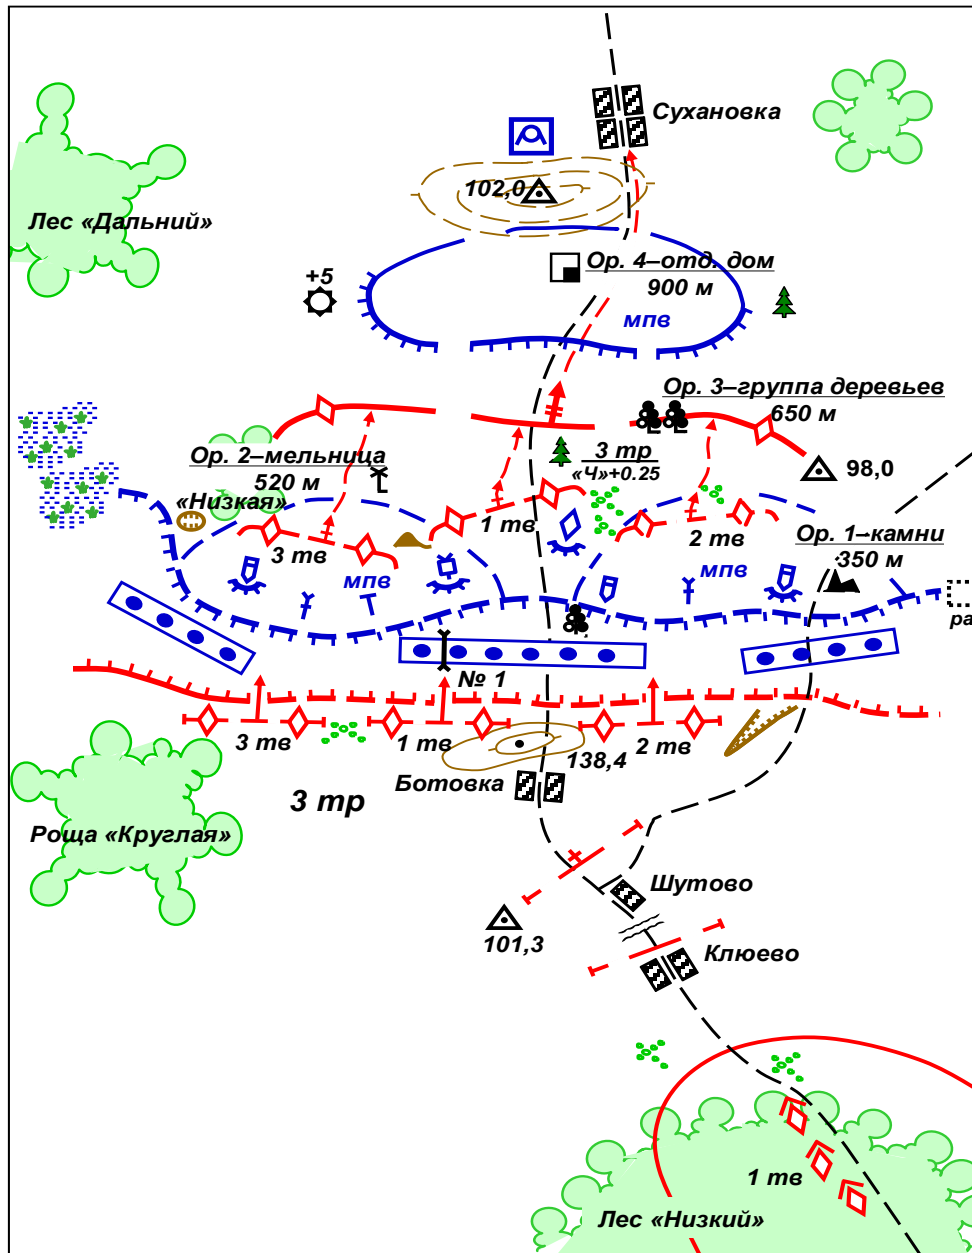 Сухановка
102,0
Лес «Дальний»
Ор. 4–отд. дом
900 м
+5
мпв
Ор. 3–группа деревьев
650 м
Ор. 2–мельница
520 м
3 тр
«Ч»+0.25
98,0
«Низкая»
1 тв
2 тв
3 тв
Ор. 1–камни
350 м
мпв
мпв
ра
№ 1
3 тв
1 тв
2 тв
138,4
Ботовка
3 тр
Роща «Круглая»
Шутово
101,3
Клюево
1 тв
Лес «Низкий»